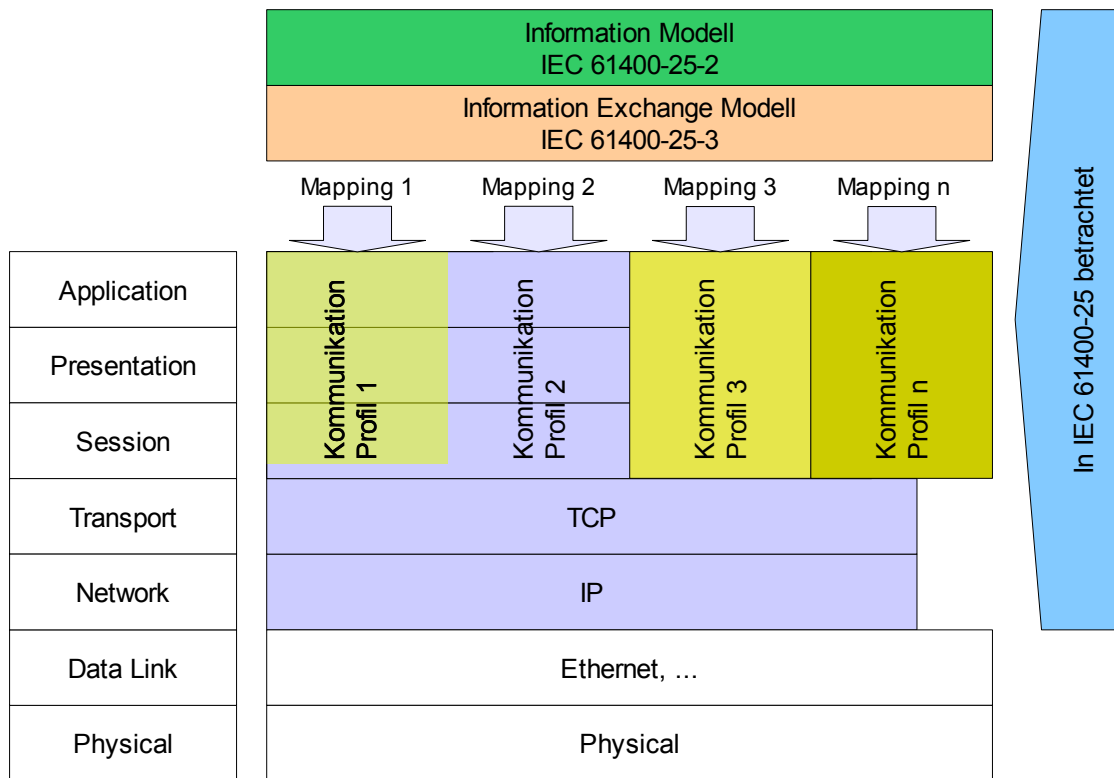 Information Modell
IEC 61400-25-2
Information Exchange Modell
IEC 61400-25-3
Mapping 1
Mapping 2
Mapping 3
Mapping n
Application
Presentation
Session
Transport
Network
Data Link
Physical
Kommunikation
Profil 1
Kommunikation
Profil 2
Kommunikation
Profil 3
Kommunikation
Profil n
TCP
IP
Ethernet, ...
Physical
In IEC 61400-25 betrachtet